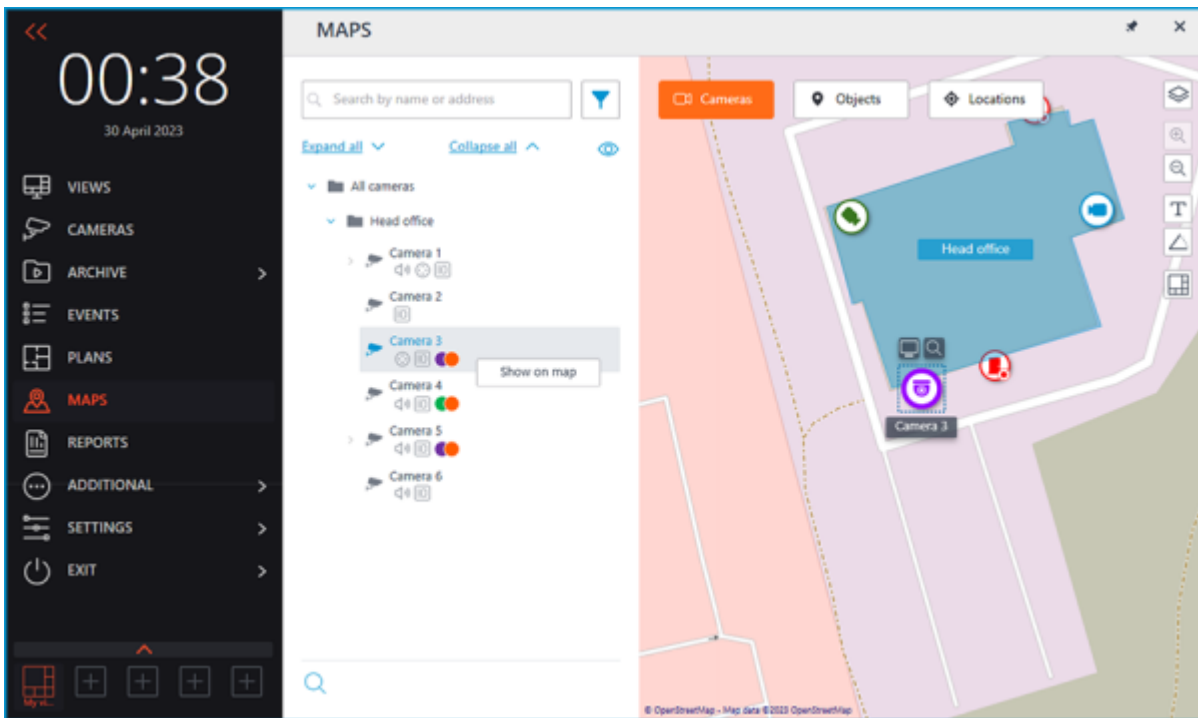 00:38
30 April 2023
VIEWS
CAMERAS
ARCHIVE
EVENTS
PLANS
MAPS
REPORTS
ADDITIONAL
SETTINGS
EXIT
MAPS
Search by name or address
Expand all
Collapse all
All cameras
Head office
Camera 1
Camera 2
Camera 3
Show on map
Camera 4
Camera 5
Camera 6
Cameras
Objects
Locations
T
Head office
Camera 3
© OpenStreetMap - Map data ©2023 OpenStreetMap